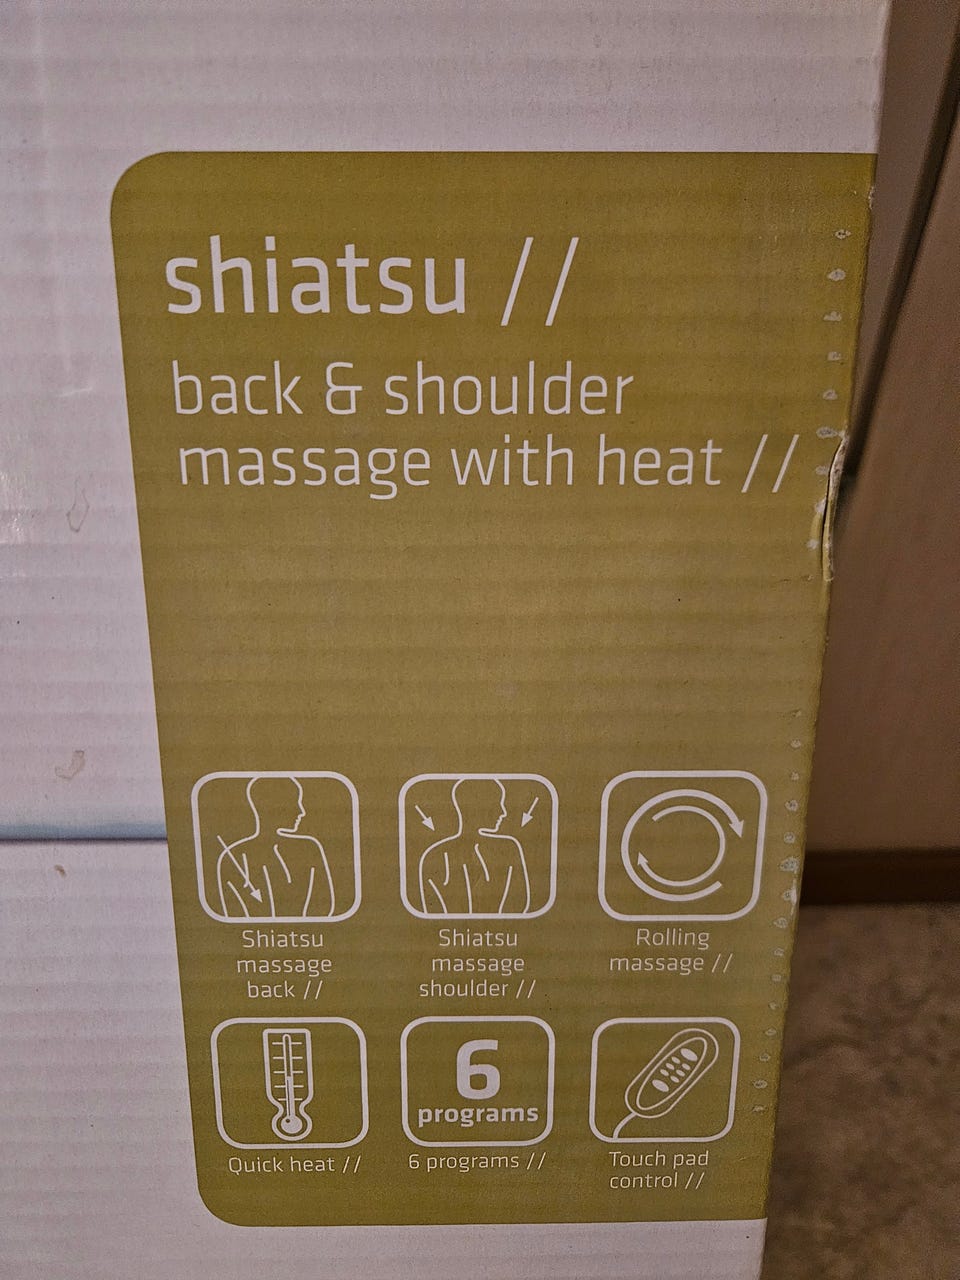 shiatsu //
back & shoulder
massage with heat //
Shiatsu
massage
back //
Shiatsu
massage
shoulder //
Rolling
massage //
Quick heat //
6
programs
6 programs //
Touch pad
control //